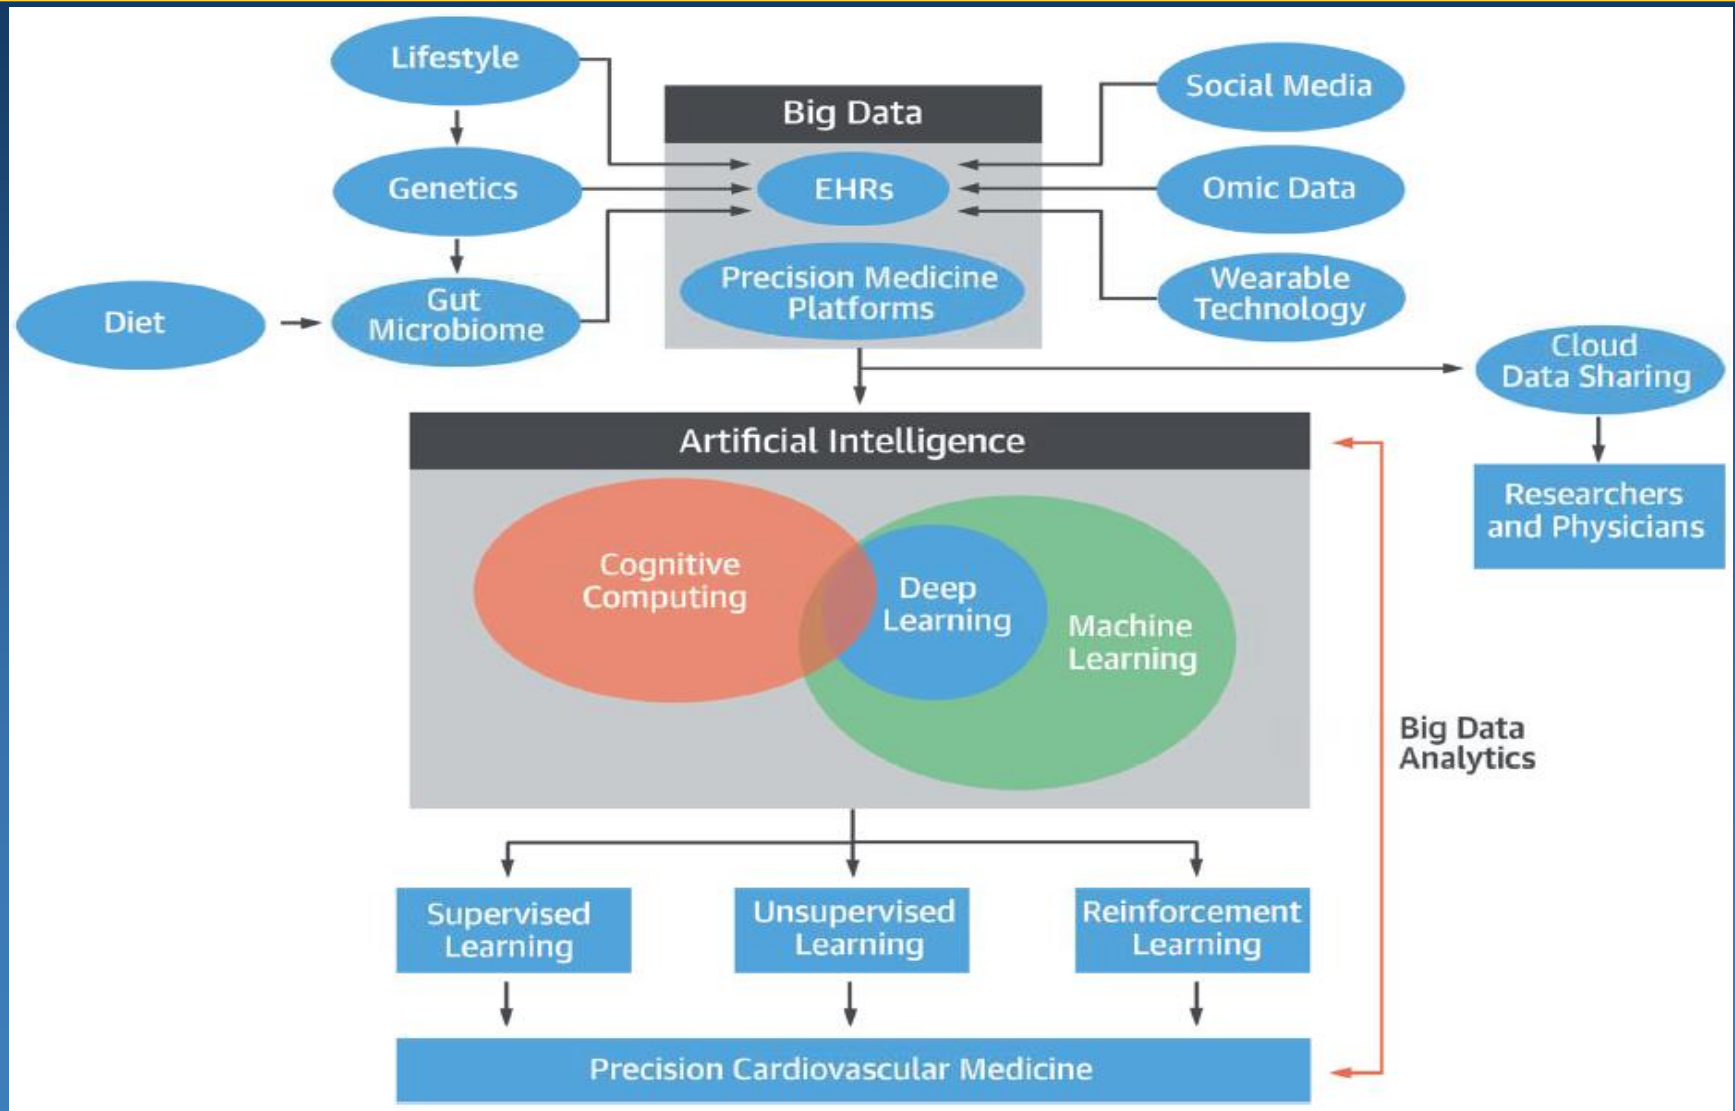 Lifestyle
Social Media
Big Data
Genetics
EHRs
Omic Data
Diet
Gut
Microbiome
Precision Medicine
Platforms
Wearable
Technology
Cloud
Data Sharing
Artificial Intelligence
Researchers
and Physicians
Cognitive
Computing
Deep
Learning
Machine
Learning
Big Data
Analytics
Supervised
Learning
Unsupervised
Learning
Reinforcement
Learning
Precision Cardiovascular Medicine